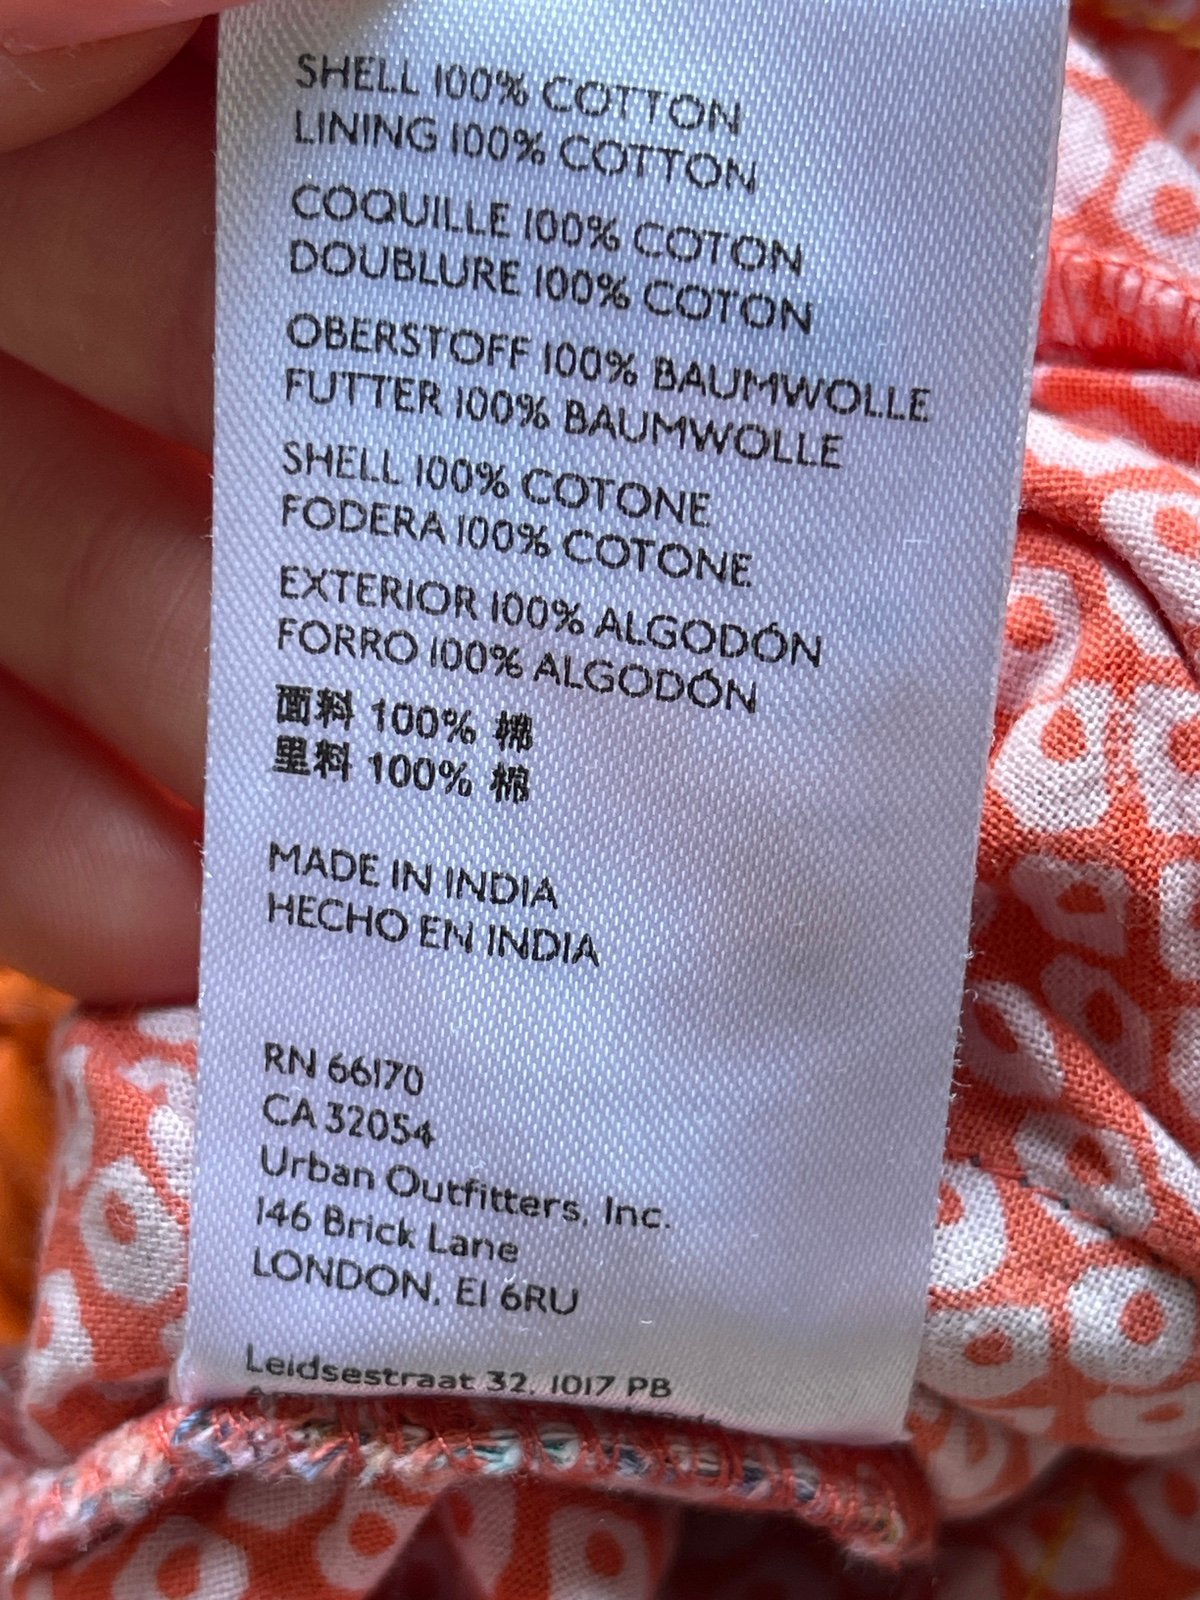 SHELL 100% COTTON
LINING 100% COTTON
COQUILLE 100% COTON
DOUBLURE 100% COTON
OBERSTOFF 100% BAUMWOLLE
FUTTER 100% BAUMWOLLE
SHELL 100% COTONE
FODERA 100% COTONE
EXTERIOR 100% ALGODÓN
FORRO 100% ALGODÓN
面料 100% 棉
里料 100% 棉
MADE IN INDIA
HECHO EN INDIA
RN 66170
CA 32054
Urban Outfitters, Inc.
146 Brick Lane
LONDON, E1 6RU
Leidsestraat 32, 1017 PB